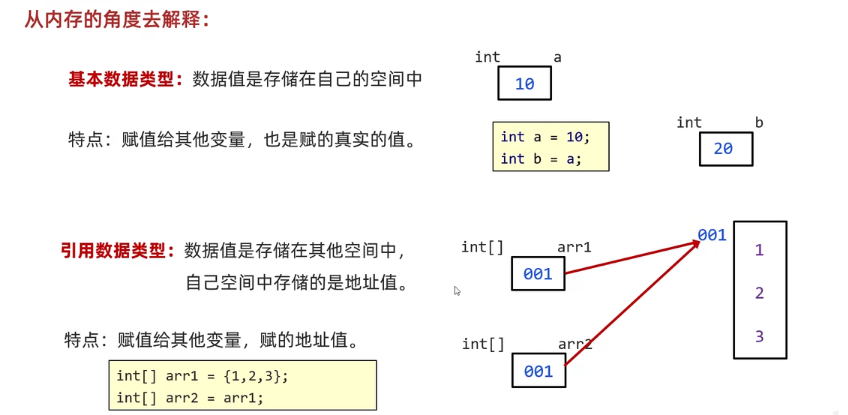 从内存的角度去解释：
基本数据类型：数据值是存储在自己的空间中
特点：赋值给其他变量，也是赋的真实的值。
int a
10
int a = 10;
int b = a;
int b
20
引用数据类型：数据值是存储在其他空间中，
自己空间中存储的是地址值。
特点：赋值给其他变量，赋的地址值。
int[] arr1 = {1,2,3};
int[] arr2 = arr1;
int[] arr1
001
int[] arr2
001
001
1
2
3